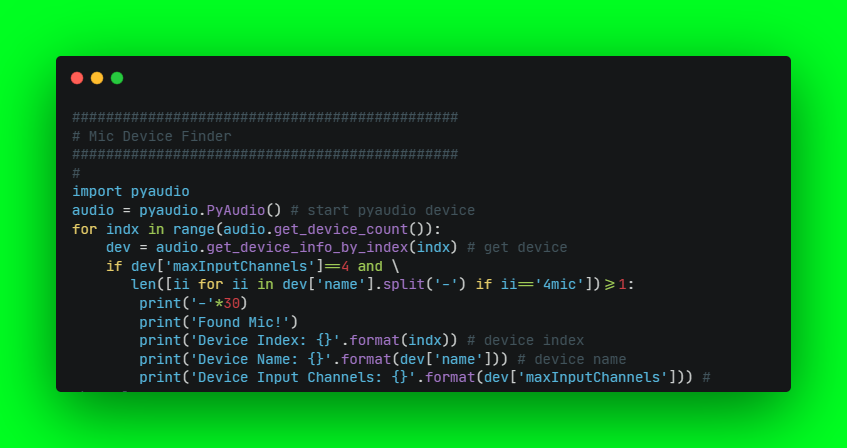 ##############################################
# Mic Device Finder
##############################################
#
import pyaudio
audio = pyaudio.PyAudio() # start pyaudio device
for indx in range(audio.get_device_count()):
    dev = audio.get_device_info_by_index(indx) # get device
    if dev['maxInputChannels']==4 and \
       len([ii for ii in dev['name'].split('-') if ii=='4mic'])>=1:
        print('-'*30)
        print('Found Mic!')
        print('Device Index: {}'.format(indx)) # device index
        print('Device Name: {}'.format(dev['name'])) # device name
        print('Device Input Channels: {}'.format(dev['maxInputChannels'])) #